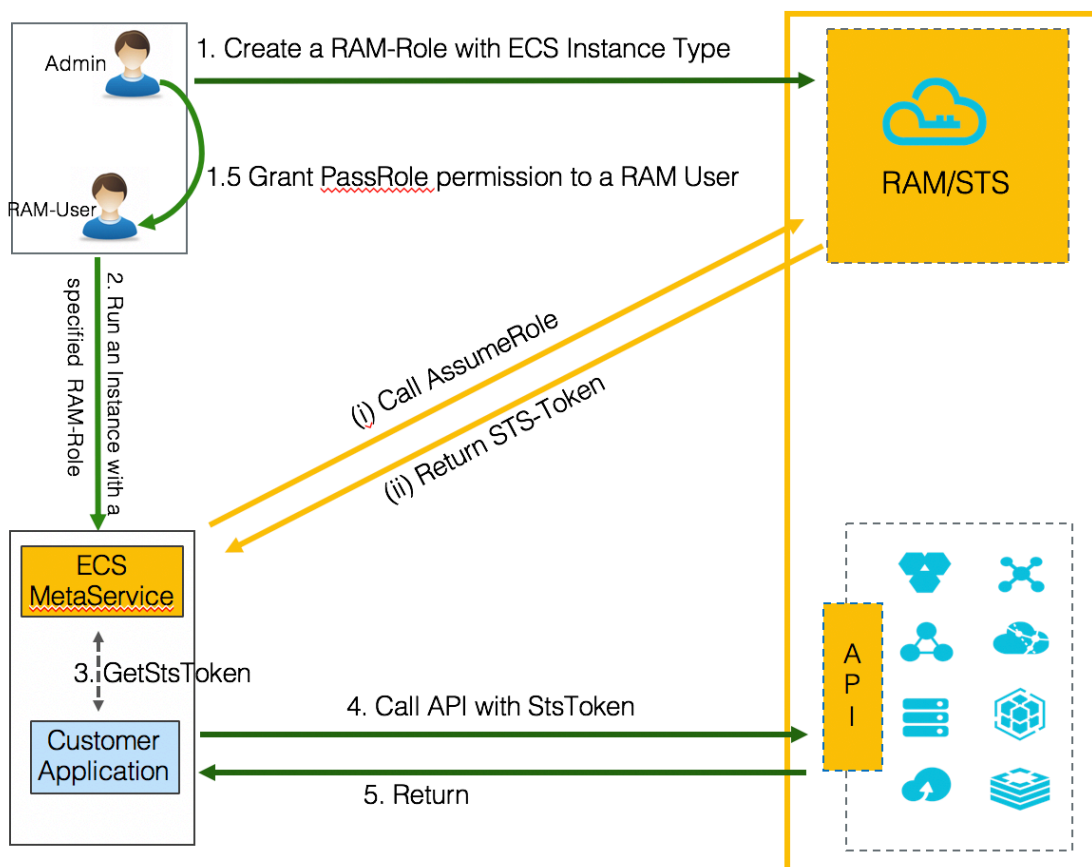 Admin
1. Create a RAM-Role with ECS Instance Type
RAM/STS
1.5 Grant PassRole permission to a RAM User
RAM-User
2. Run an Instance with a
specified RAM-Role
(i) Call AssumeRole
(ii) Return STS-Token
ECS
MetaService
3. GetStsToken
Customer
Application
4. Call API with StsToken
5. Return
A
P
I